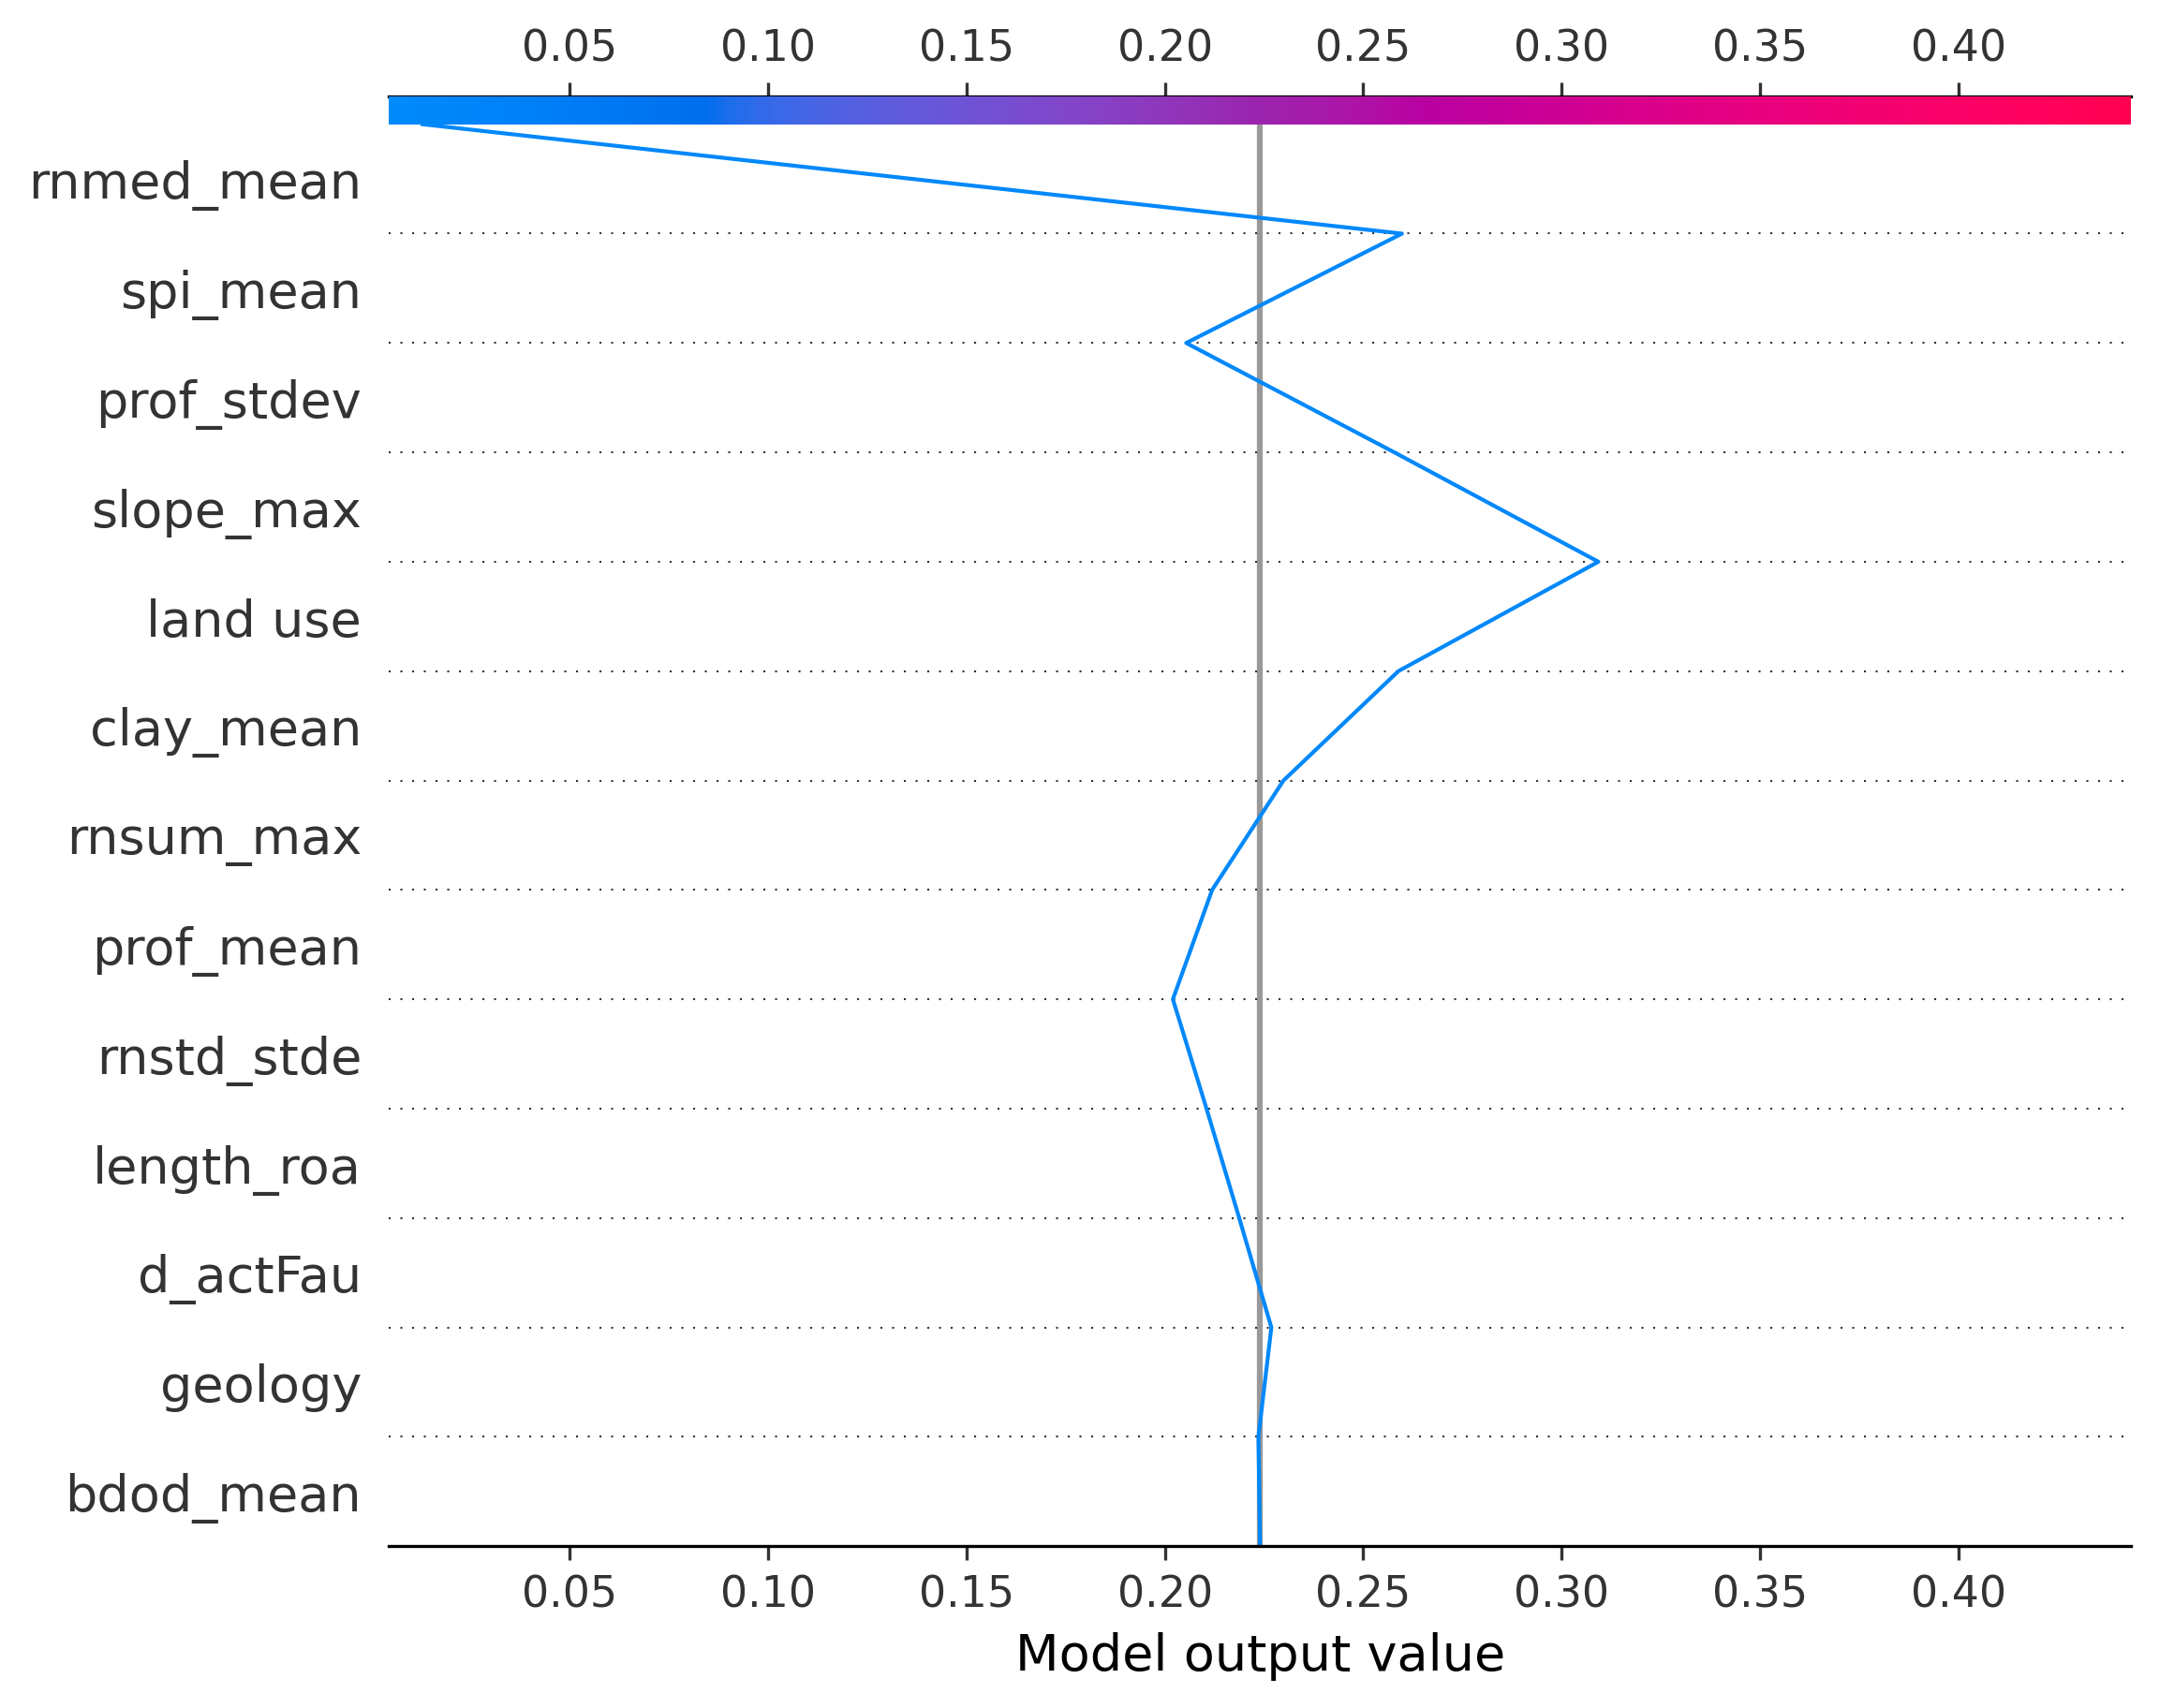 0.05 0.10 0.15 0.20 0.25 0.30 0.35 0.40
rnmed_mean
spi_mean
prof_stdev
slope_max
land use
clay_mean
rnsum_max
prof_mean
rnstd_stde
length_roa
d_actFau
geology
bdod_mean
0.05 0.10 0.15 0.20 0.25 0.30 0.35 0.40
Model output value